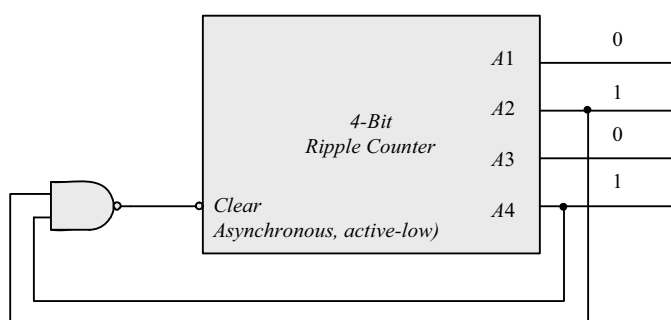 A1
0
A2
1
4-Bit
Ripple Counter
A3
0
A4
1
Clear
Asynchronous, active-low)